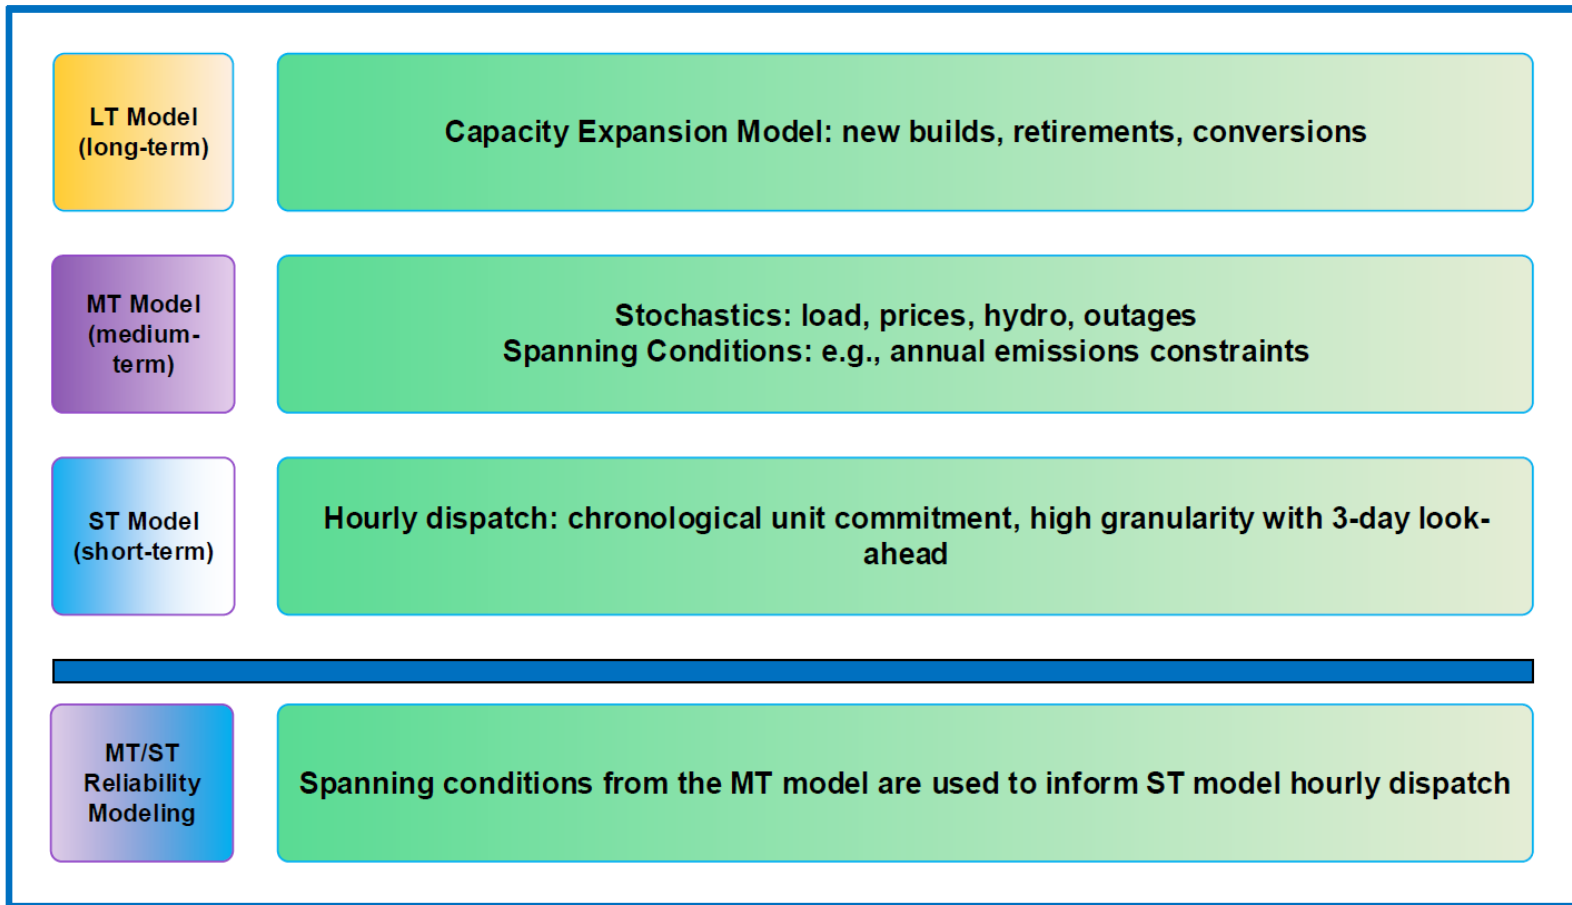 LT Model
(long-term)
Capacity Expansion Model: new builds, retirements, conversions
MT Model
(medium-
term)
Stochastics: load, prices, hydro, outages
Spanning Conditions: e.g., annual emissions constraints
ST Model
(short-term)
Hourly dispatch: chronological unit commitment, high granularity with 3-day look-
ahead
MT/ST
Reliability
Modeling
Spanning conditions from the MT model are used to inform ST model hourly dispatch